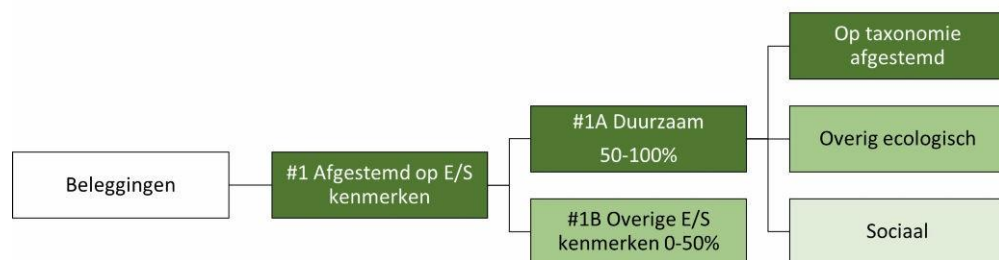 Beleggingen
#1 Afgestemd op E/S
kenmerken
#1A Duurzaam
50-100%
#1B Overige E/S
kenmerken 0-50%
Op taxonomie
afgestemd
Overig ecologisch
Sociaal